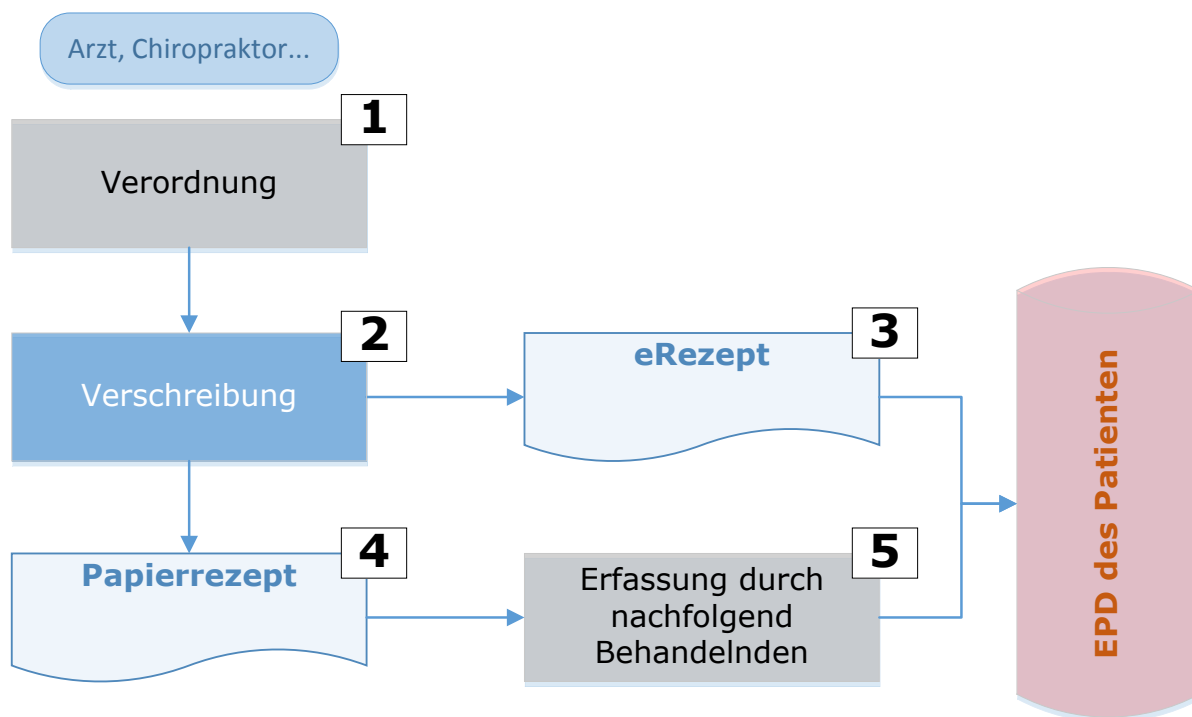 Arzt, Chiropraktor...
1
Verordnung
2
Verschreibung
3
eRezept
4
Papierrezept
5
Erfassung durch
nachfolgend
Behandelnden
EPD des Patienten